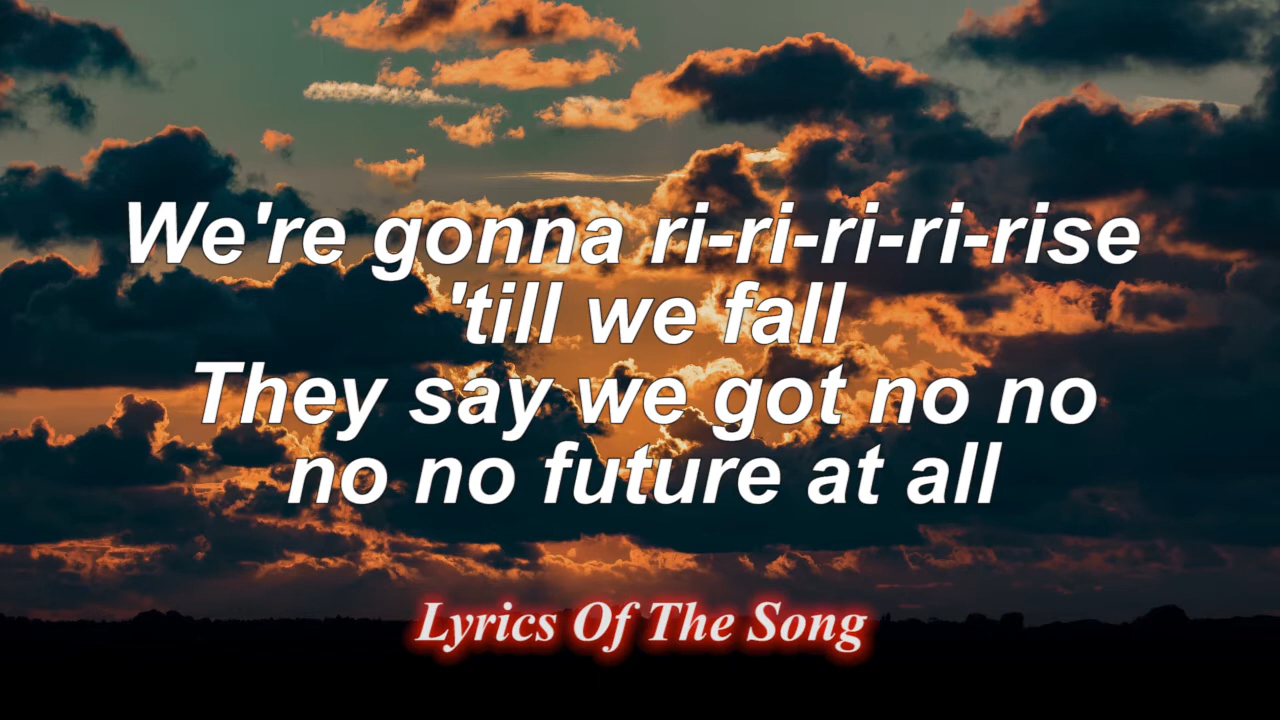 We're gonna ri-ri-ri-ri-rise
'till we fall
They say we got no no
no no future at all
Lyrics Of The Song